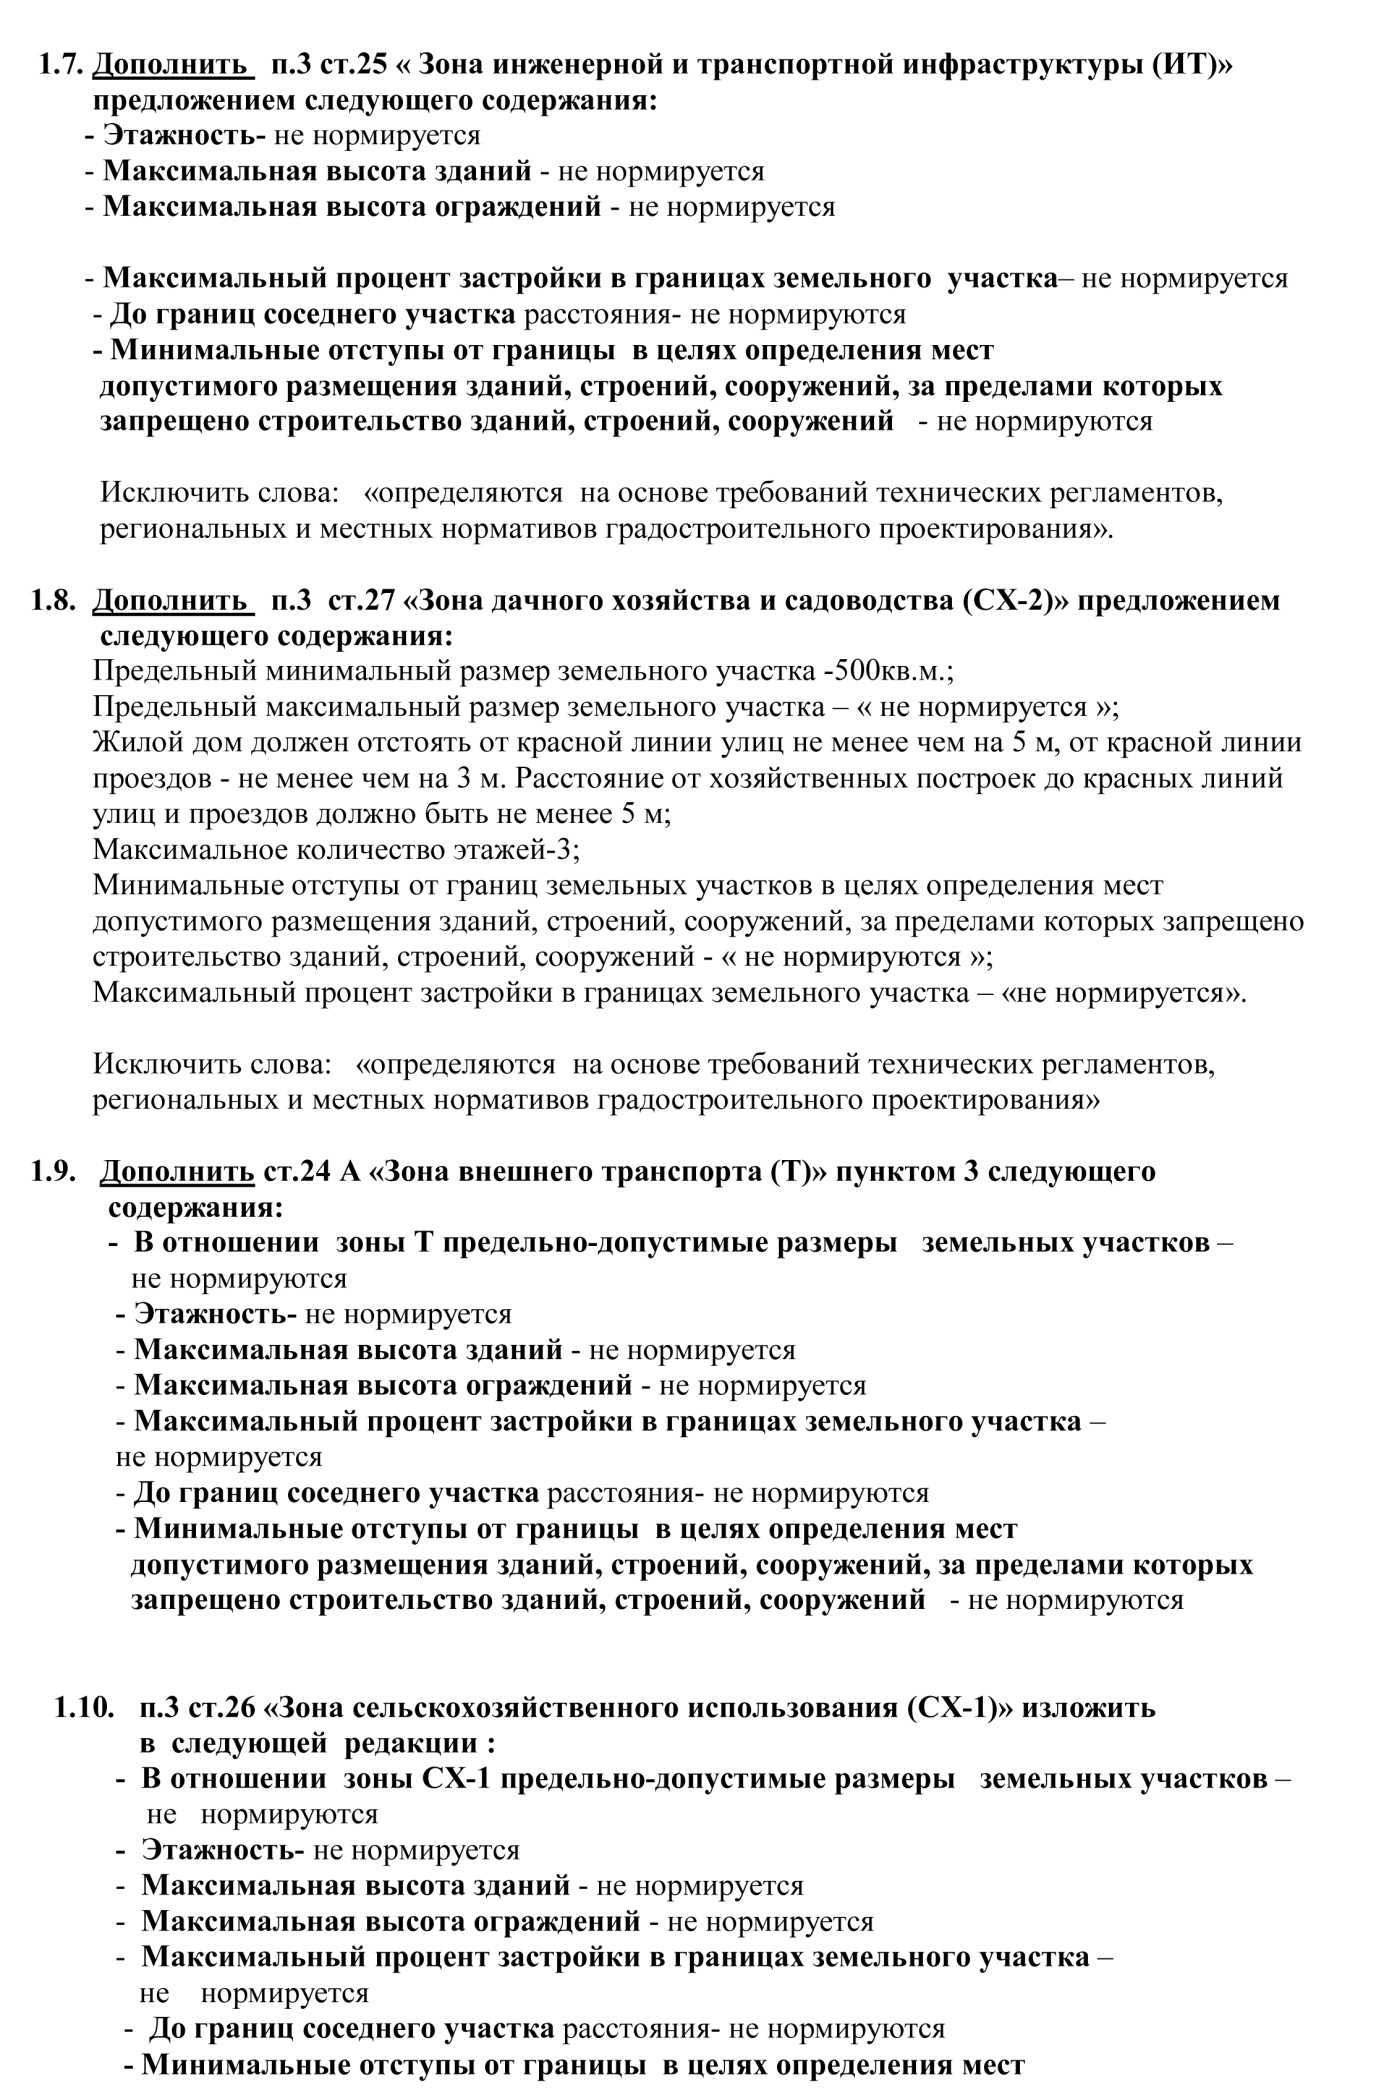 1.7. Дополнить п.3 ст.25 « Зона инженерной и транспортной инфраструктуры (ИТ)»
предложением следующего содержания:
- Этажность- не нормируется
- Максимальная высота зданий - не нормируется
- Максимальная высота ограждений - не нормируется
- Максимальный процент застройки в границах земельного участка– не нормируется
- До границ соседнего участка расстояния- не нормируются
- Минимальные отступы от границы в целях определения мест
допустимого размещения зданий, строений, сооружений, за пределами которых
запрещено строительство зданий, строений, сооружений - не нормируются
Исключить слова: «определяются на основе требований технических регламентов,
региональных и местных нормативов градостроительного проектирования».
1.8. Дополнить п.3 ст.27 «Зона дачного хозяйства и садоводства (СХ-2)» предложением
следующего содержания:
Предельный минимальный размер земельного участка -500кв.м.;
Предельный максимальный размер земельного участка – « не нормируется »;
Жилой дом должен отстоять от красной линии улиц не менее чем на 5 м, от красной линии
проездов - не менее чем на 3 м. Расстояние от хозяйственных построек до красных линий
улиц и проездов должно быть не менее 5 м;
Максимальное количество этажей-3;
Минимальные отступы от границ земельных участков в целях определения мест
допустимого размещения зданий, строений, сооружений, за пределами которых запрещено
строительство зданий, строений, сооружений - « не нормируются »;
Максимальный процент застройки в границах земельного участка – «не нормируется».
Исключить слова: «определяются на основе требований технических регламентов,
региональных и местных нормативов градостроительного проектирования»
1.9. Дополнить ст.24 А «Зона внешнего транспорта (Т)» пунктом 3 следующего
содержания:
- В отношении зоны Т предельно-допустимые размеры земельных участков –
не нормируются
- Этажность- не нормируется
- Максимальная высота зданий - не нормируется
- Максимальная высота ограждений - не нормируется
- Максимальный процент застройки в границах земельного участка –
не нормируется
- До границ соседнего участка расстояния- не нормируются
- Минимальные отступы от границы в целях определения мест
допустимого размещения зданий, строений, сооружений, за пределами которых
запрещено строительство зданий, строений, сооружений - не нормируются
1.10. п.3 ст.26 «Зона сельскохозяйственного использования (СХ-1)» изложить
в следующей редакции :
- В отношении зоны СХ-1 предельно-допустимые размеры земельных участков –
не нормируются
- Этажность- не нормируется
- Максимальная высота зданий - не нормируется
- Максимальная высота ограждений - не нормируется
- Максимальный процент застройки в границах земельного участка –
не нормируется
- До границ соседнего участка расстояния- не нормируются
- Минимальные отступы от границы в целях определения мест